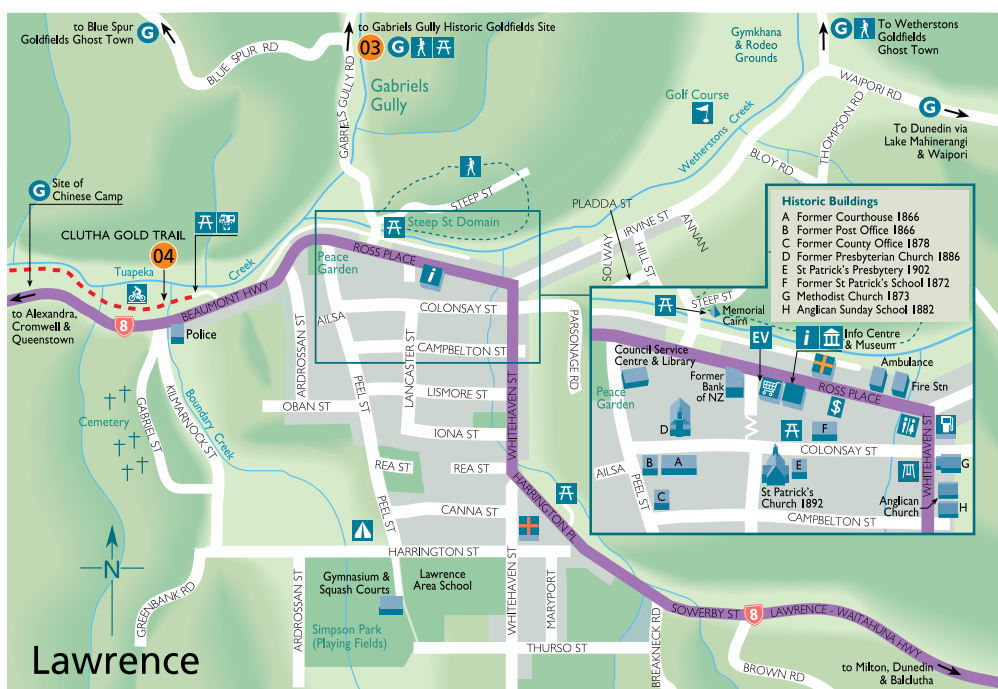 to Blue Spur
Goldfields Ghost Town
G
BLUE SPUR RD
to Gabriels Gully Historic Goldfields Site
03
G
GABRIELS GULLY RD
Gabriels
Gully
Gymkhana
& Rodeo
Grounds
G
To Wetherstons
Goldfields
Ghost Town
WAIPORI RD
G
To Dunedin via
Lake Mahinerangi
& Waipori
THOMPSON RD
BLOY RD
Golf Course
Wetherstons Creek
G
Site of
Chinese Camp
CLUTHA GOLD TRAIL
04
Tuapeka
Creek
BEAUMONT HWY
8
to Alexandra,
Cromwell &
Queenstown
Police
STEEP ST
Steep St Domain
PLADDA ST
IRVINE ST
SOLWAY
HILL ST
ANNAN
Peace
Garden
ROSS PLACE
i
COLONSAY ST
CAMPBELTON ST
AILSA
ARDROSSAN ST
LANCASTER ST
PEEL ST
PARSONAGE RD
LISMORE ST
OBAN ST
IONA ST
WHITEHAVEN ST
REA ST
REA ST
PEEL ST
CANNA ST
HARRINGTON PL
HARRINGTON ST
Cemetery
GABRIEL ST
KILMARNOCK ST
Boundary Creek
N
GREENBANK RD
ARDROSSAN ST
Gymnasium &
Squash Courts
Lawrence
Area School
Simpson Park
(Playing Fields)
WHITEHAVEN ST
MARYPORT
THURSO ST
BREAKNECK RD
SOWERBY ST
8
LAWRENCE - WAITAHUNA HWY
BROWN RD
to Milton, Dunedin
& Balclutha
Lawrence
Historic Buildings
A Former Courthouse 1866
B Former Post Office 1866
C Former County Office 1878
D Former Presbyterian Church 1886
E St Patrick's Presbytery 1902
F Former St Patrick's School 1872
G Methodist Church 1873
H Anglican Sunday School 1882
STEEP ST
Memorial
Cairn
EV
i
Info Centre
& Museum
Council Service
Centre & Library
Former
Bank
of NZ
Ambulance
Fire Stn
ROSS PLACE
$
Peace
Garden
D
F
COLONSAY ST
WHITEHAVEN ST
AILSA
B
A
E
G
C
St Patrick's
Church 1892
Anglican
Church
H
PEEL ST
CAMPBELTON ST